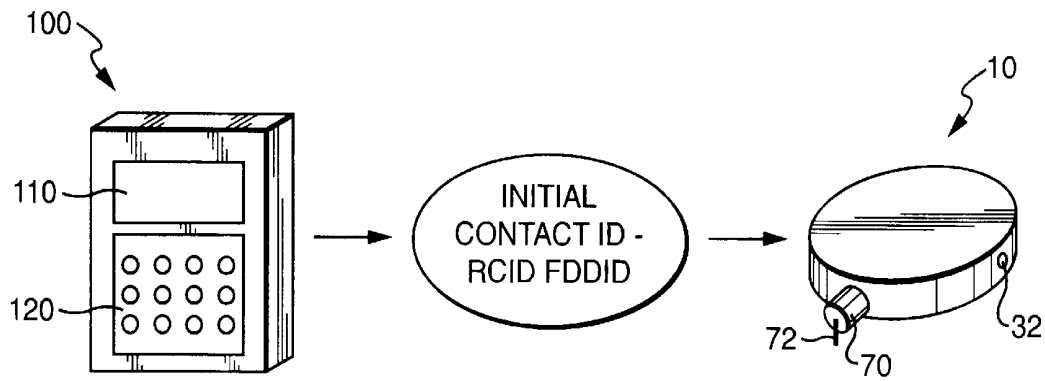 100
10
110
120
INITIAL
CONTACT ID -
RCID FDDID
32
72
70